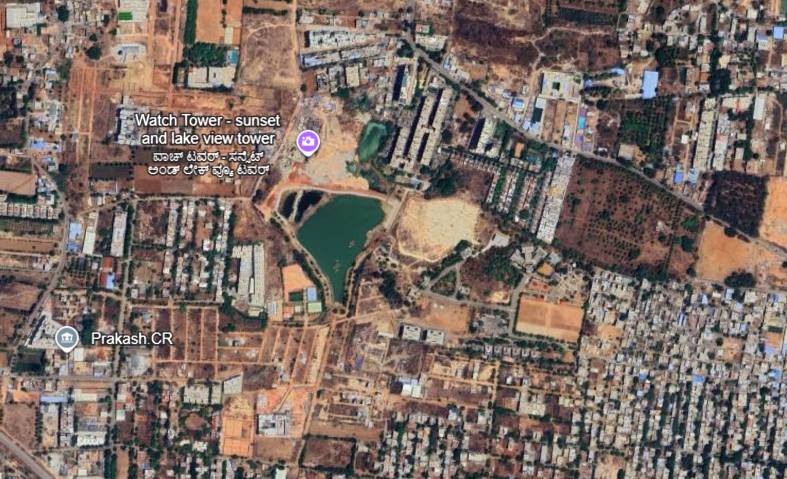 Watch Tower - sunset
and lake view tower
ವಾಚ್ ಟವರ್ - ಸನ್ಸೆಟ್
ಅಂಡ್ ಲೇಕ್ ವ್ಯೂ ಟವರ್
Prakash.CR